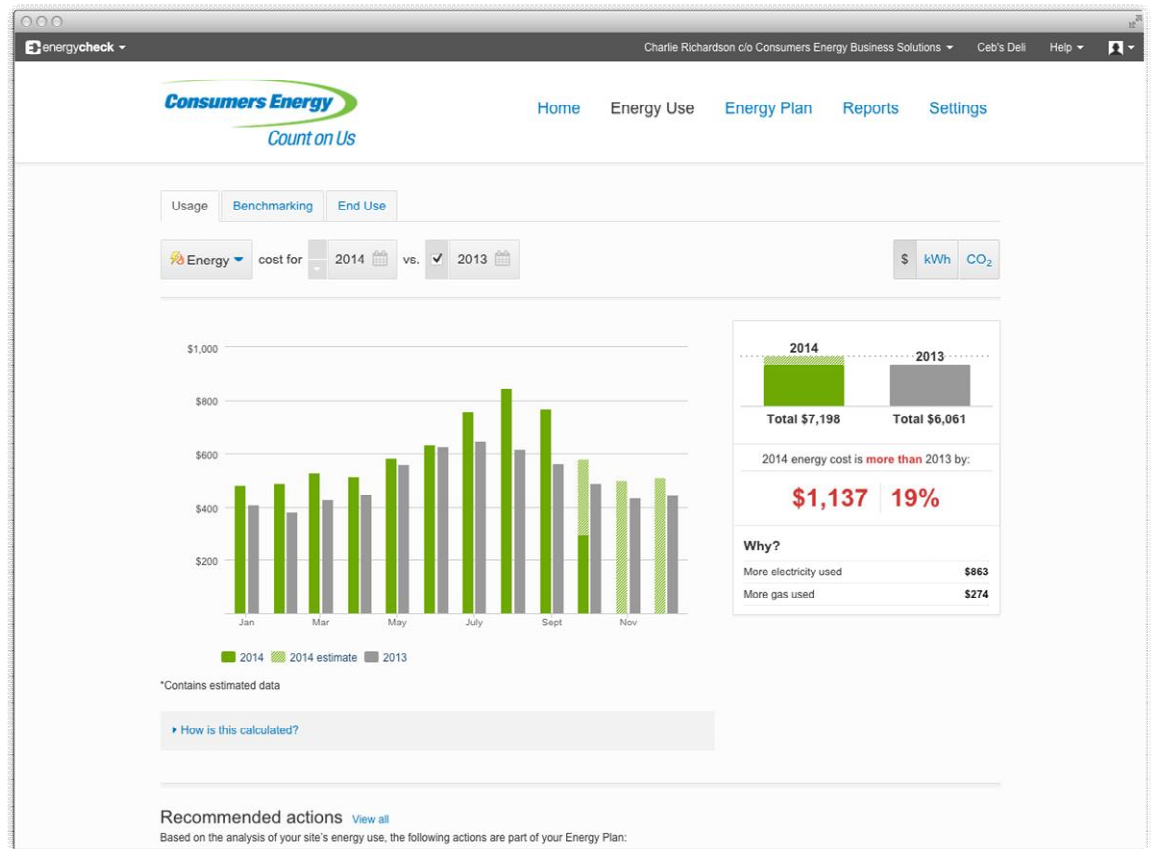 energycheck
Charlie Richardson c/o Consumers Energy Business Solutions Ceb's Deli Help
Consumers Energy
Count on Us
Home Energy Use Energy Plan Reports Settings
Usage Benchmarking End Use
Energy cost for 2014 vs. 2013 $ kWh CO₂
$1,000
$800
$600
$400
$200
Jan Mar May July Sept Nov
2014 2014 estimate 2013
*Contains estimated data
How is this calculated?
2014 2013
Total $7,198 Total $6,061
2014 energy cost is more than 2013 by:
$1,137 19%
Why?
More electricity used $863
More gas used $274
Recommended actions View all
Based on the analysis of your site's energy use, the following actions are part of your Energy Plan: